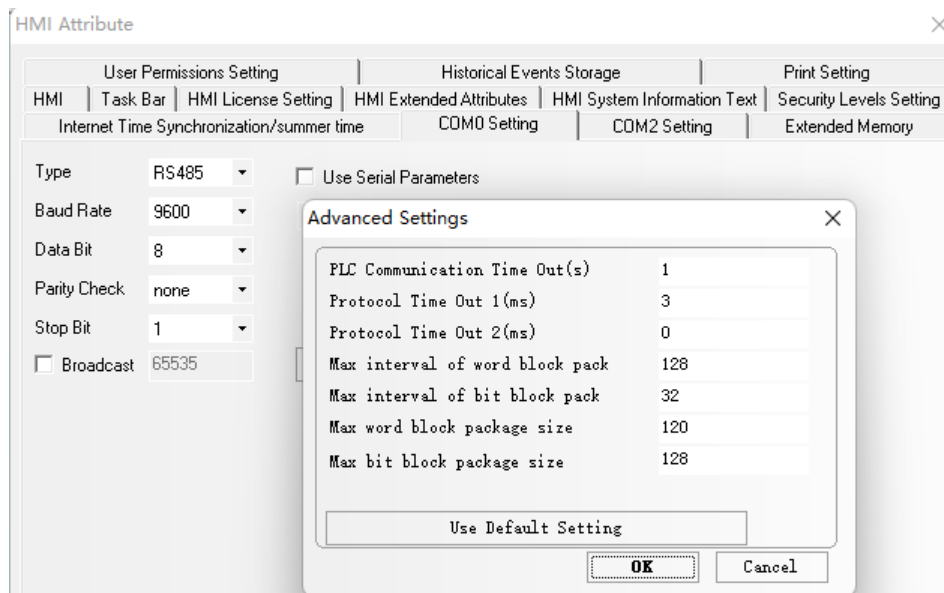 HMI Attribute
User Permissions Setting Historical Events Storage Print Setting
HMI Task Bar HMI License Setting HMI Extended Attributes HMI System Information Text Security Levels Setting
Internet Time Synchronization/summer time COM0 Setting COM2 Setting Extended Memory
Type RS485 Use Serial Parameters
Baud Rate 9600
Data Bit 8
Parity Check none
Stop Bit 1
Broadcast 65535
Advanced Settings
PLC Communication Time Out(s) 1
Protocol Time Out 1(ms) 3
Protocol Time Out 2(ms) 0
Max interval of word block pack 128
Max interval of bit block pack 32
Max word block package size 120
Max bit block package size 128
Use Default Setting
OK Cancel